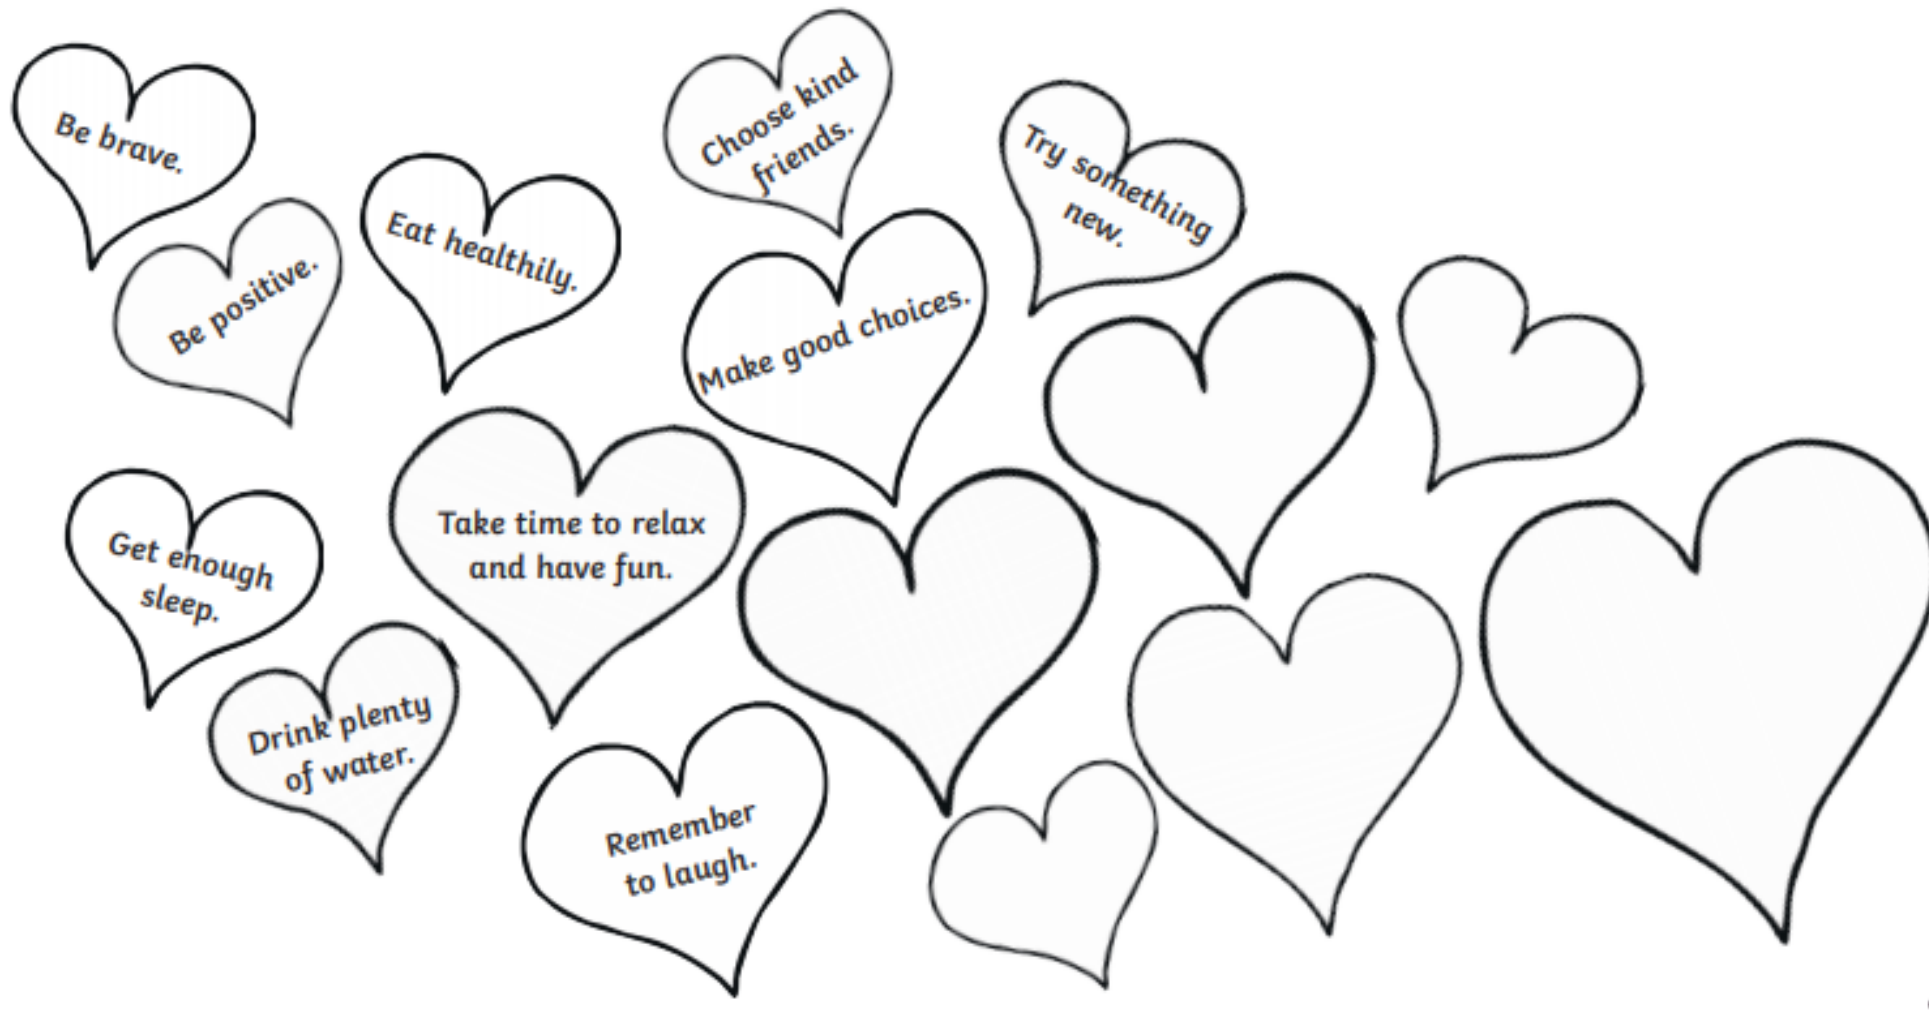 Be brave.
Be positive.
Eat healthily.
Choose kind
friends.
Try something
new.
Make good choices.
Get enough
sleep.
Take time to relax
and have fun.
Drink plenty
of water.
Remember
to laugh.